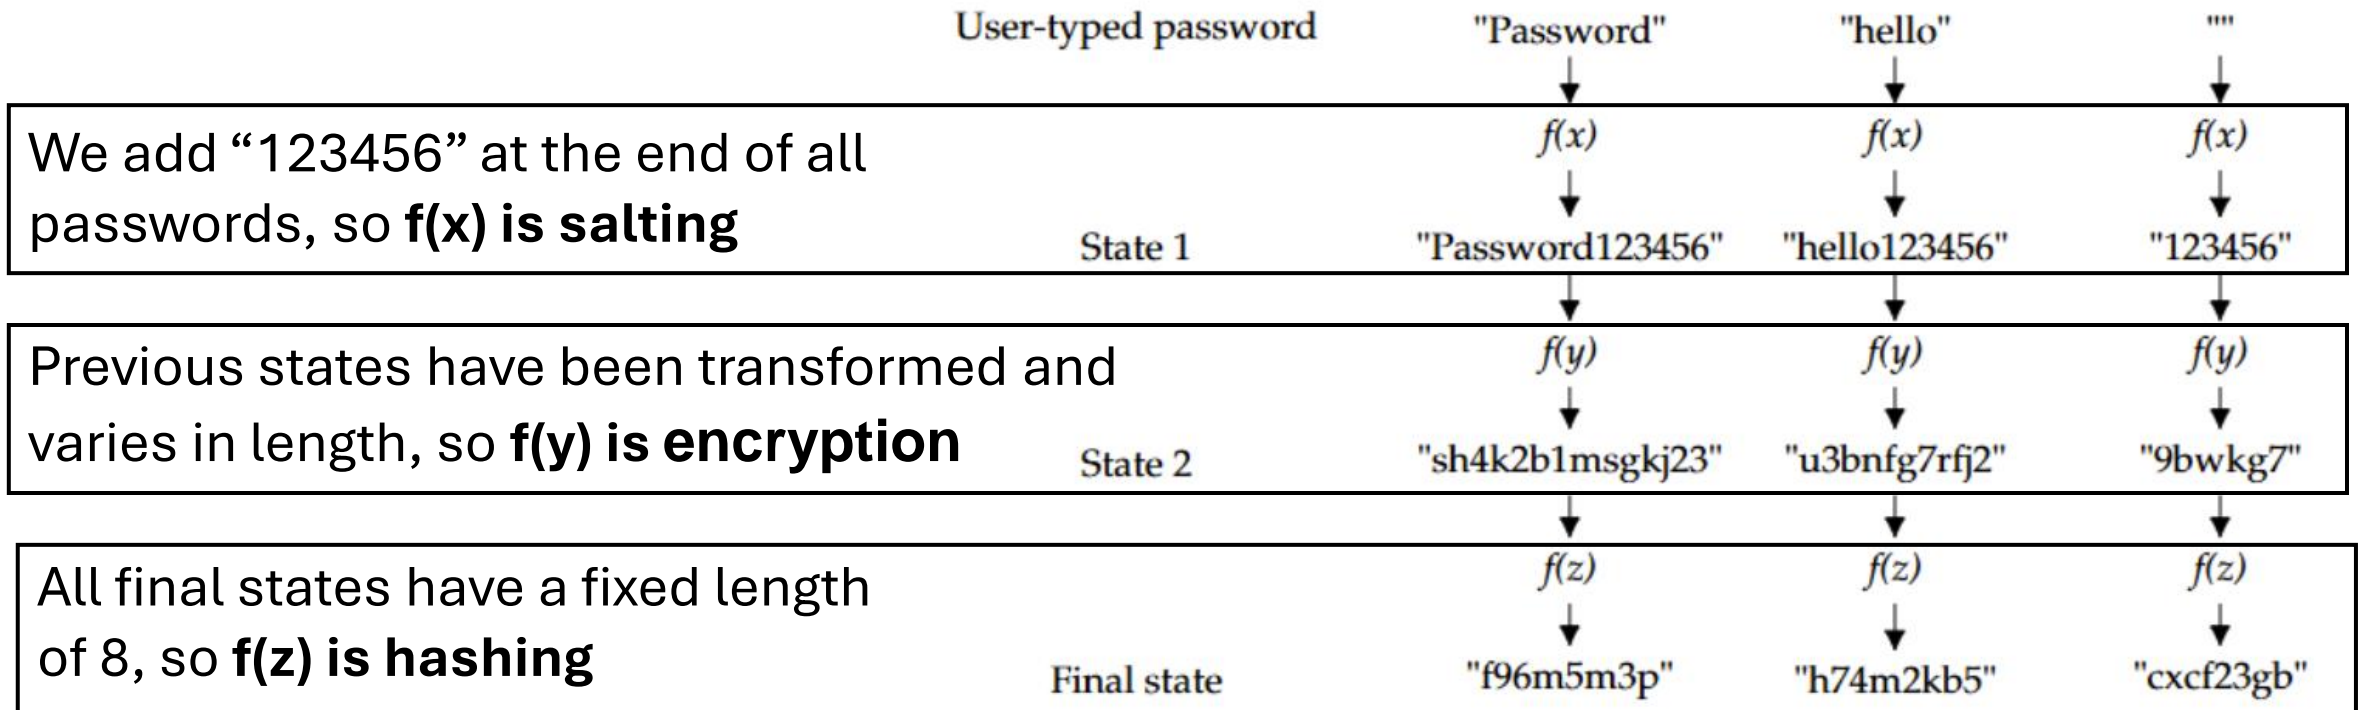 User-typed password "Password" "hello" ""
We add “123456” at the end of all
passwords, so f(x) is salting
f(x) f(x) f(x)
State 1 "Password123456" "hello123456" "123456"
Previous states have been transformed and
varies in length, so f(y) is encryption
f(y) f(y) f(y)
State 2 "sh4k2b1msgkj23" "u3bnfg7rfj2" "9bwkg7"
All final states have a fixed length
of 8, so f(z) is hashing
f(z) f(z) f(z)
Final state "f96m5m3p" "h74m2kb5" "cxcf23gb"